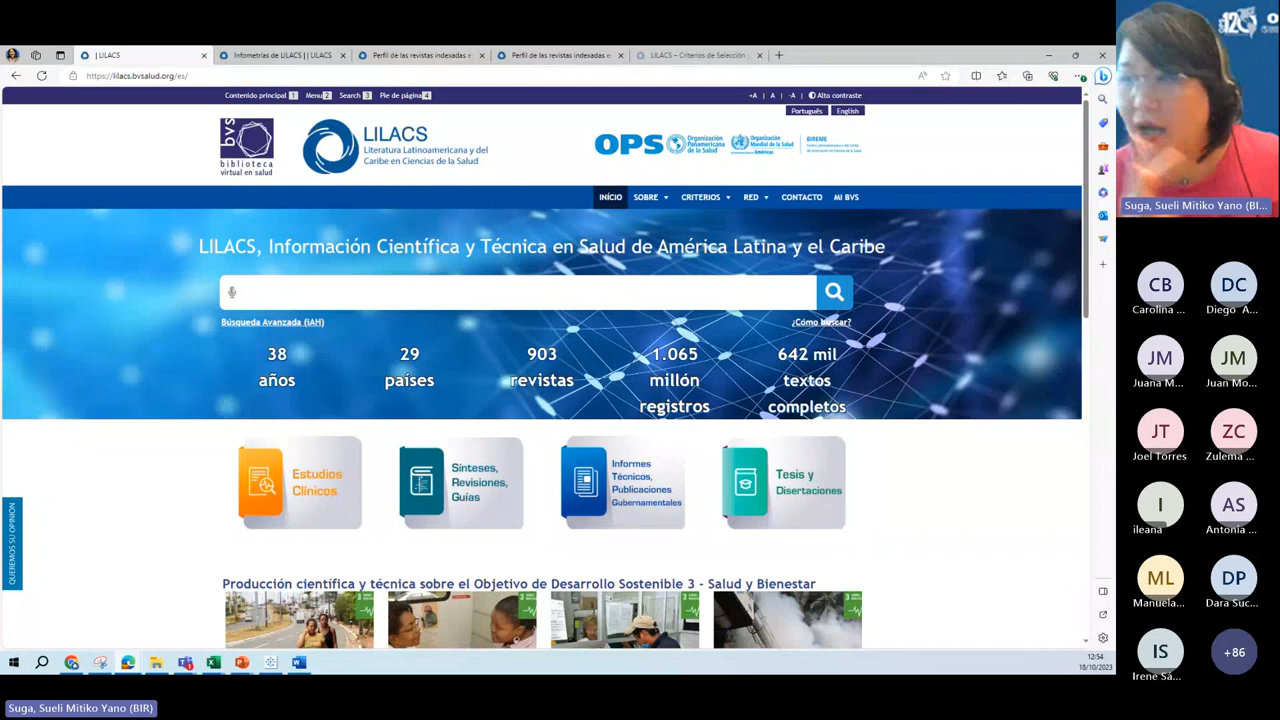 | LILACS
Infometrías de LILACS | | LILACS
Perfil de las revistas indexadas e
Perfil de las revistas indexadas e
LILACS – Criterios de Selección y
https://lilacs.bvsalud.org/es/
Contenido principal 1 Menu 2 Search 3 Pie de página 4
+A | A | -A | Alto contraste
Português English
bvs
biblioteca
virtual en salud
LILACS
Literatura Latinoamericana y del
Caribe en Ciencias de la Salud
OPS
Organización
Panamericana
de la Salud
Organización
Mundial de la Salud
BIREME
INÍCIO SOBRE CRITERIOS RED CONTACTO MI BVS
LILACS, Información Científica y Técnica en Salud de América Latina y el Caribe
Búsqueda Avanzada (iAH) ¿Cómo buscar?
38
años
29
países
903
revistas
1.065
millón
registros
642 mil
textos
completos
Estudios
Clínicos
Sínteses,
Revisiones,
Guías
Informes
Técnicos,
Publicaciones
Gubernamentales
Tesis y
Disertaciones
QUEREMOS SU OPINIÓN
Producción científica y técnica sobre el Objetivo de Desarrollo Sostenible 3 - Salud y Bienestar
12:54
18/10/2023
Suga, Sueli Mitiko Yano (BIR)
120
Suga, Sueli Mitiko Yano (BI...
CB
Carolina ...
DC
Diego A...
JM
Juana M...
JM
Juan Mo...
JT
Joel Torres
ZC
Zulema ...
I
ileana
AS
Antonia ...
ML
Manuela...
DP
Dara Suc...
IS
Irene Sá...
+86